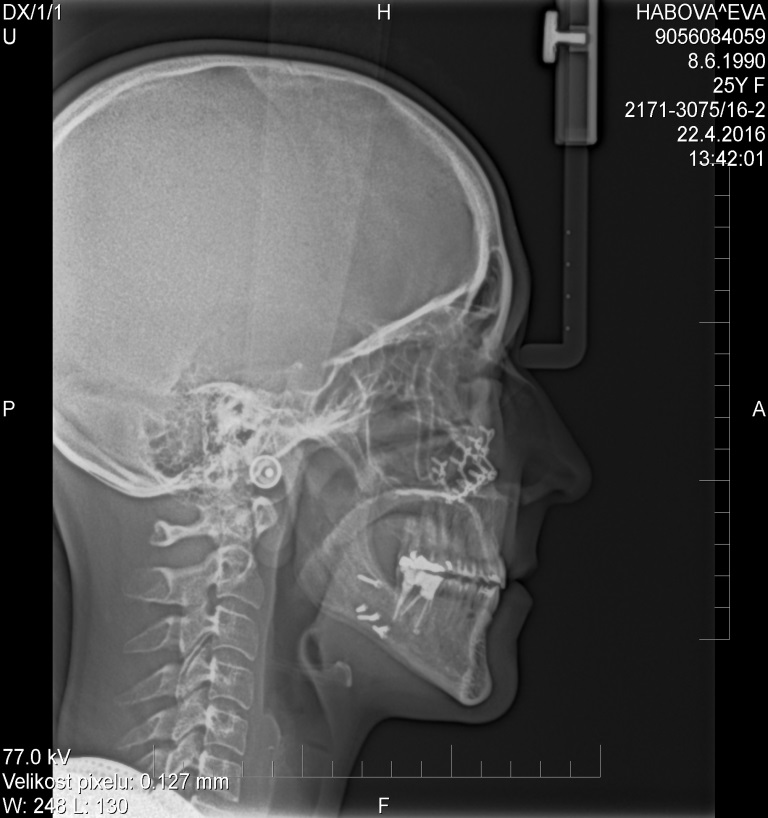 DX/1/1
U
H
HABOVA^EVA
9056084059
8.6.1990
25Y F
2171-3075/16-2
22.4.2016
13:42:01
P
A
77.0 kV
Velikost pixelu: 0.127 mm
W: 248 L: 130
F